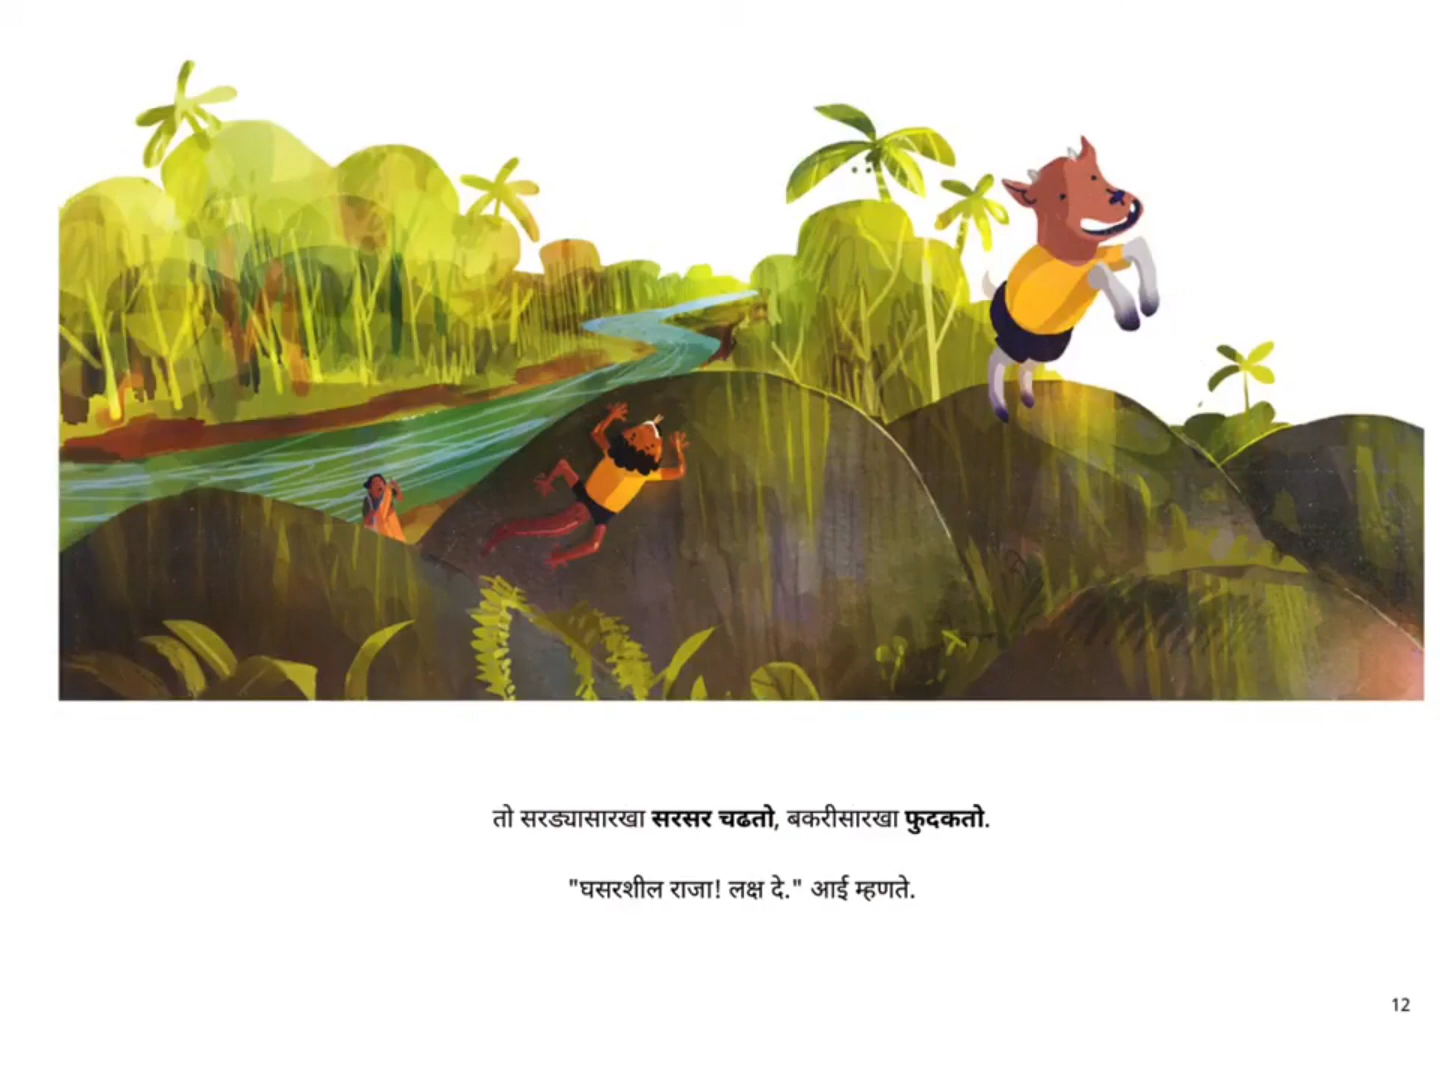 तो सरड्यासारखा सरसर चढतो, बकरीसारखा फुदकतो.
"घसरशील राजा! लक्ष दे." आई म्हणते.
12